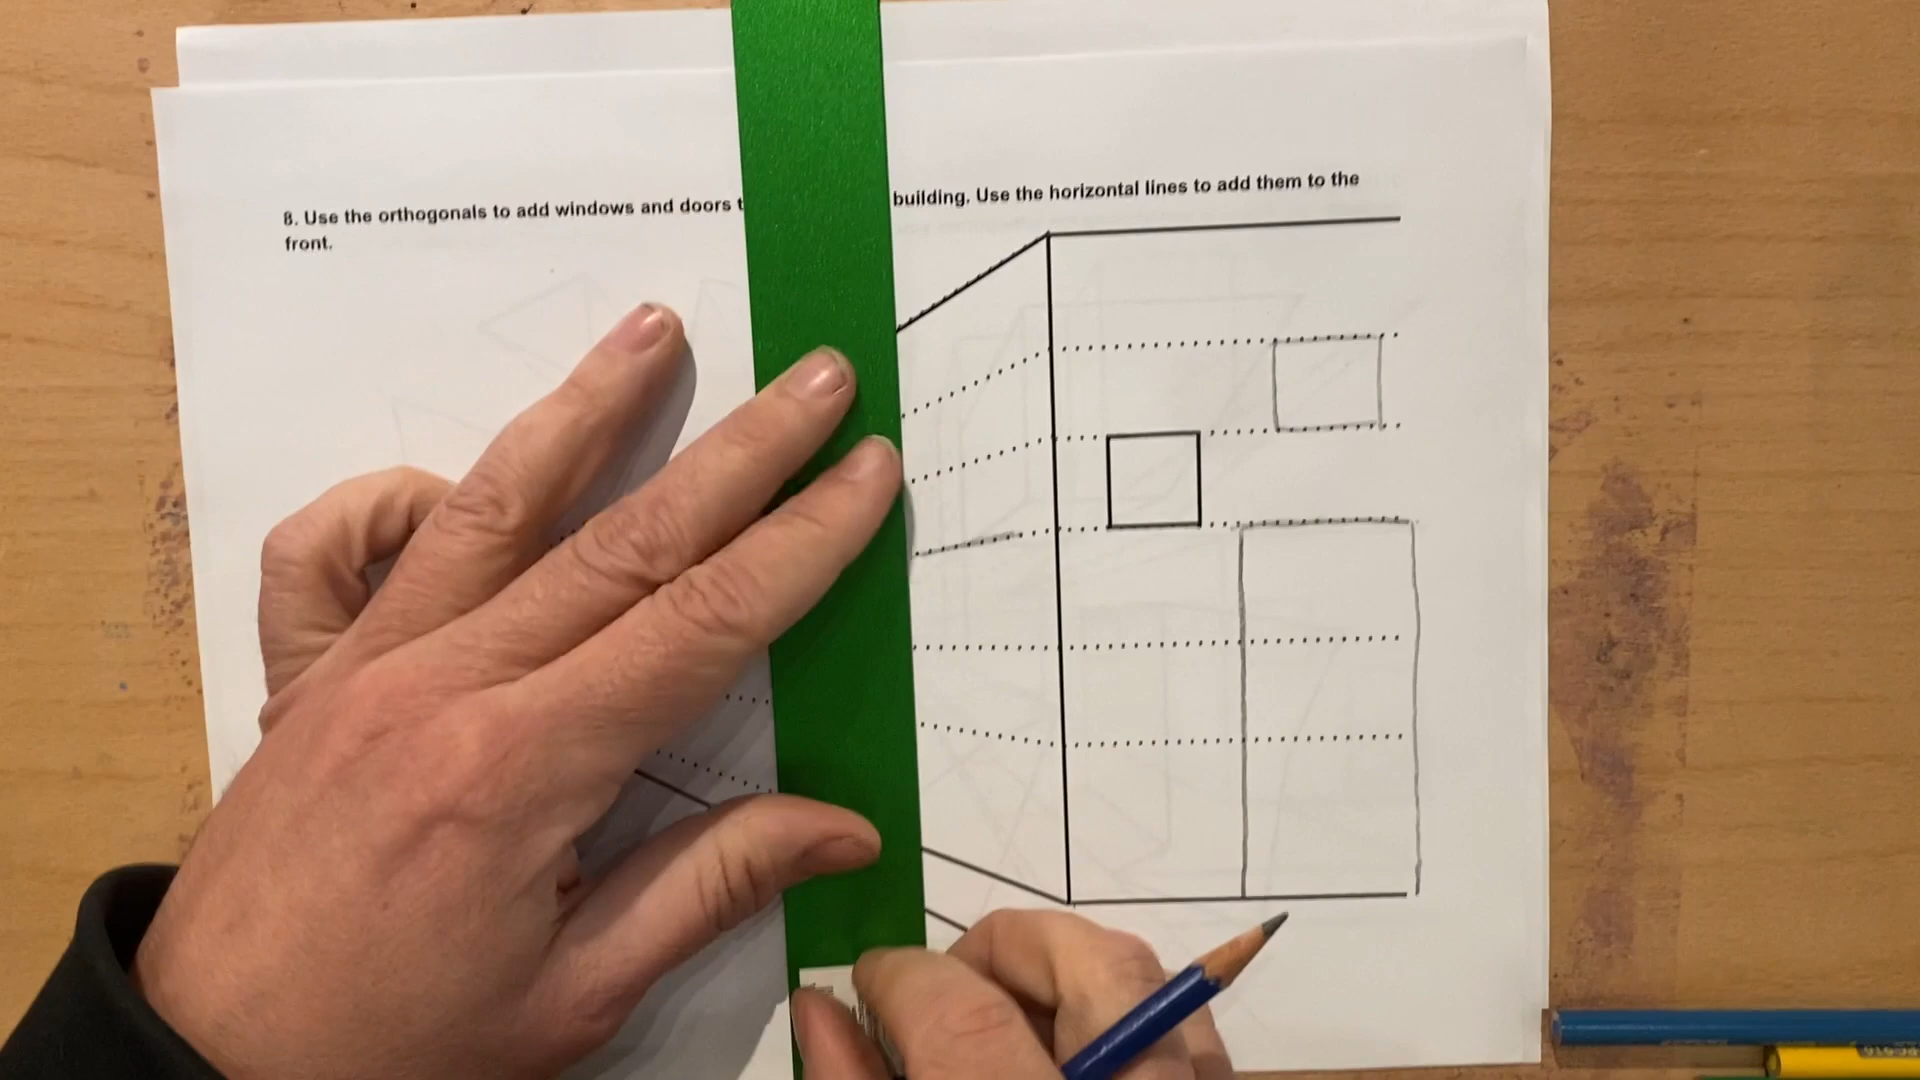 8. Use the orthogonals to add windows and doors t building. Use the horizontal lines to add them to the
front.